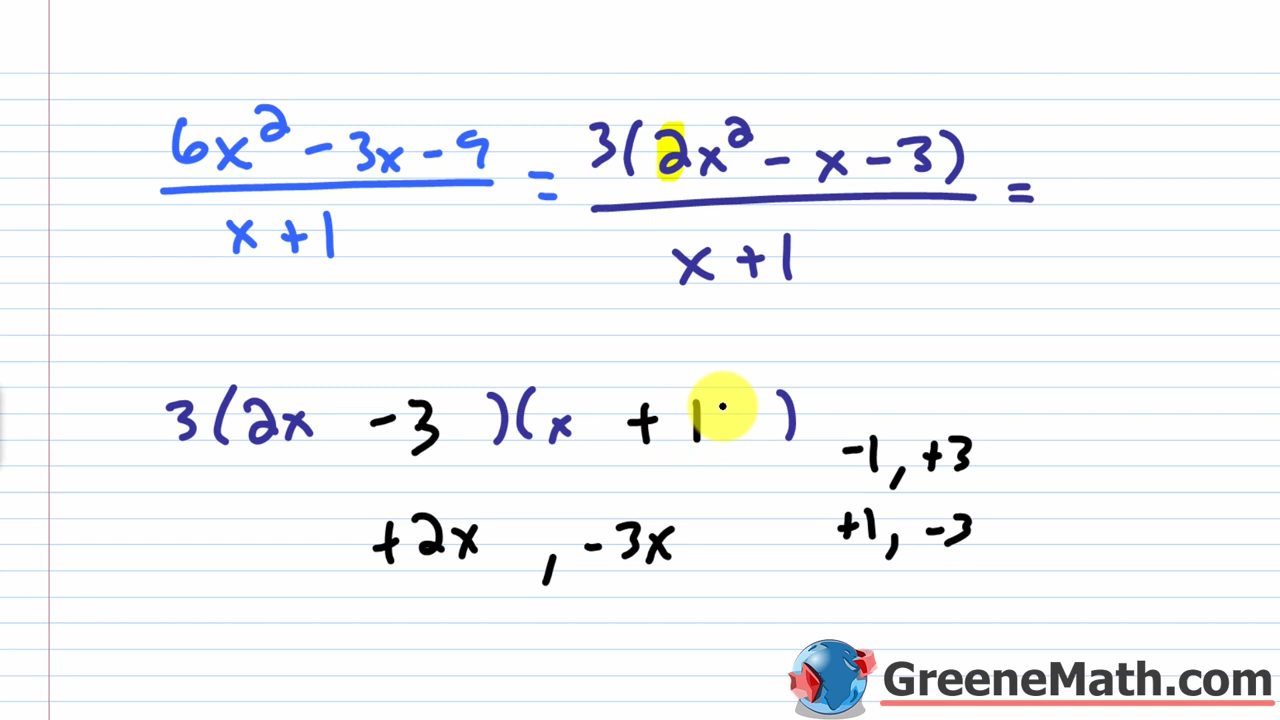 6x² - 3x - 9 = 3(2x² - x - 3) =
x + 1 x + 1
3(2x - 3)(x + 1)
-1, +3
+2x, -3x +1, -3
GreeneMath.com